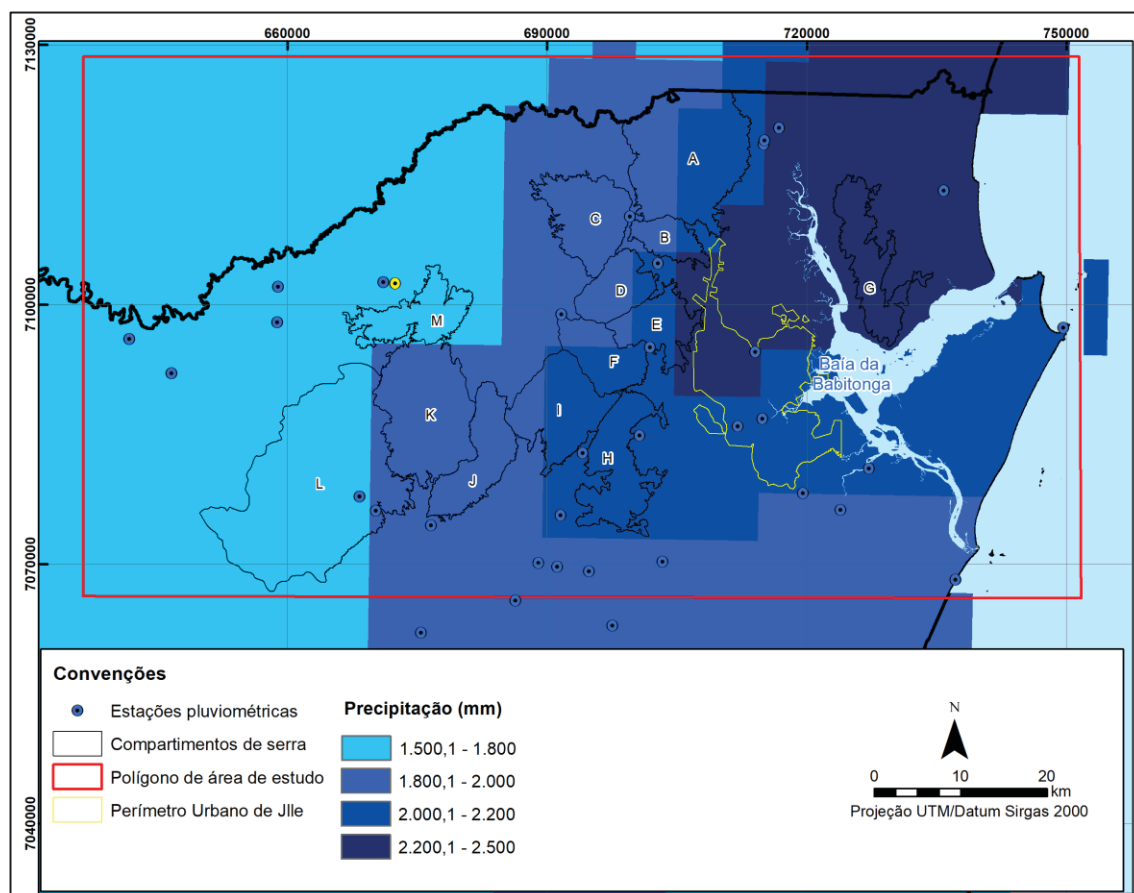 660000
690000
720000
750000
7130000
7100000
7070000
7040000
A
C
B
G
D
E
M
F
Baía da
Babitonga
I
K
H
J
L
Convenções
Estações pluviométricas
Compartimentos de serra
Polígono de área de estudo
Perímetro Urbano de Jlle
Precipitação (mm)
1.500,1 - 1.800
1.800,1 - 2.000
2.000,1 - 2.200
2.200,1 - 2.500
N
0 10 20
km
Projeção UTM/Datum Sirgas 2000